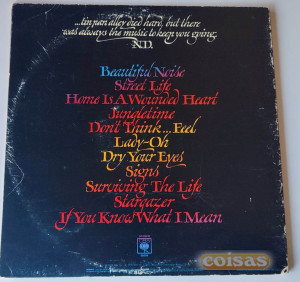 ...tin pan alley died hard, but there
was always the music to keep you going.
N.D.
Beautiful Noise
Street Life
Home Is A Wounded Heart
Jungletime
Don't Think...Feel
Lady-Oh
Dry Your Eyes
Signs
Surviving The Life
Stargazer
If You Know What I Mean
coisas